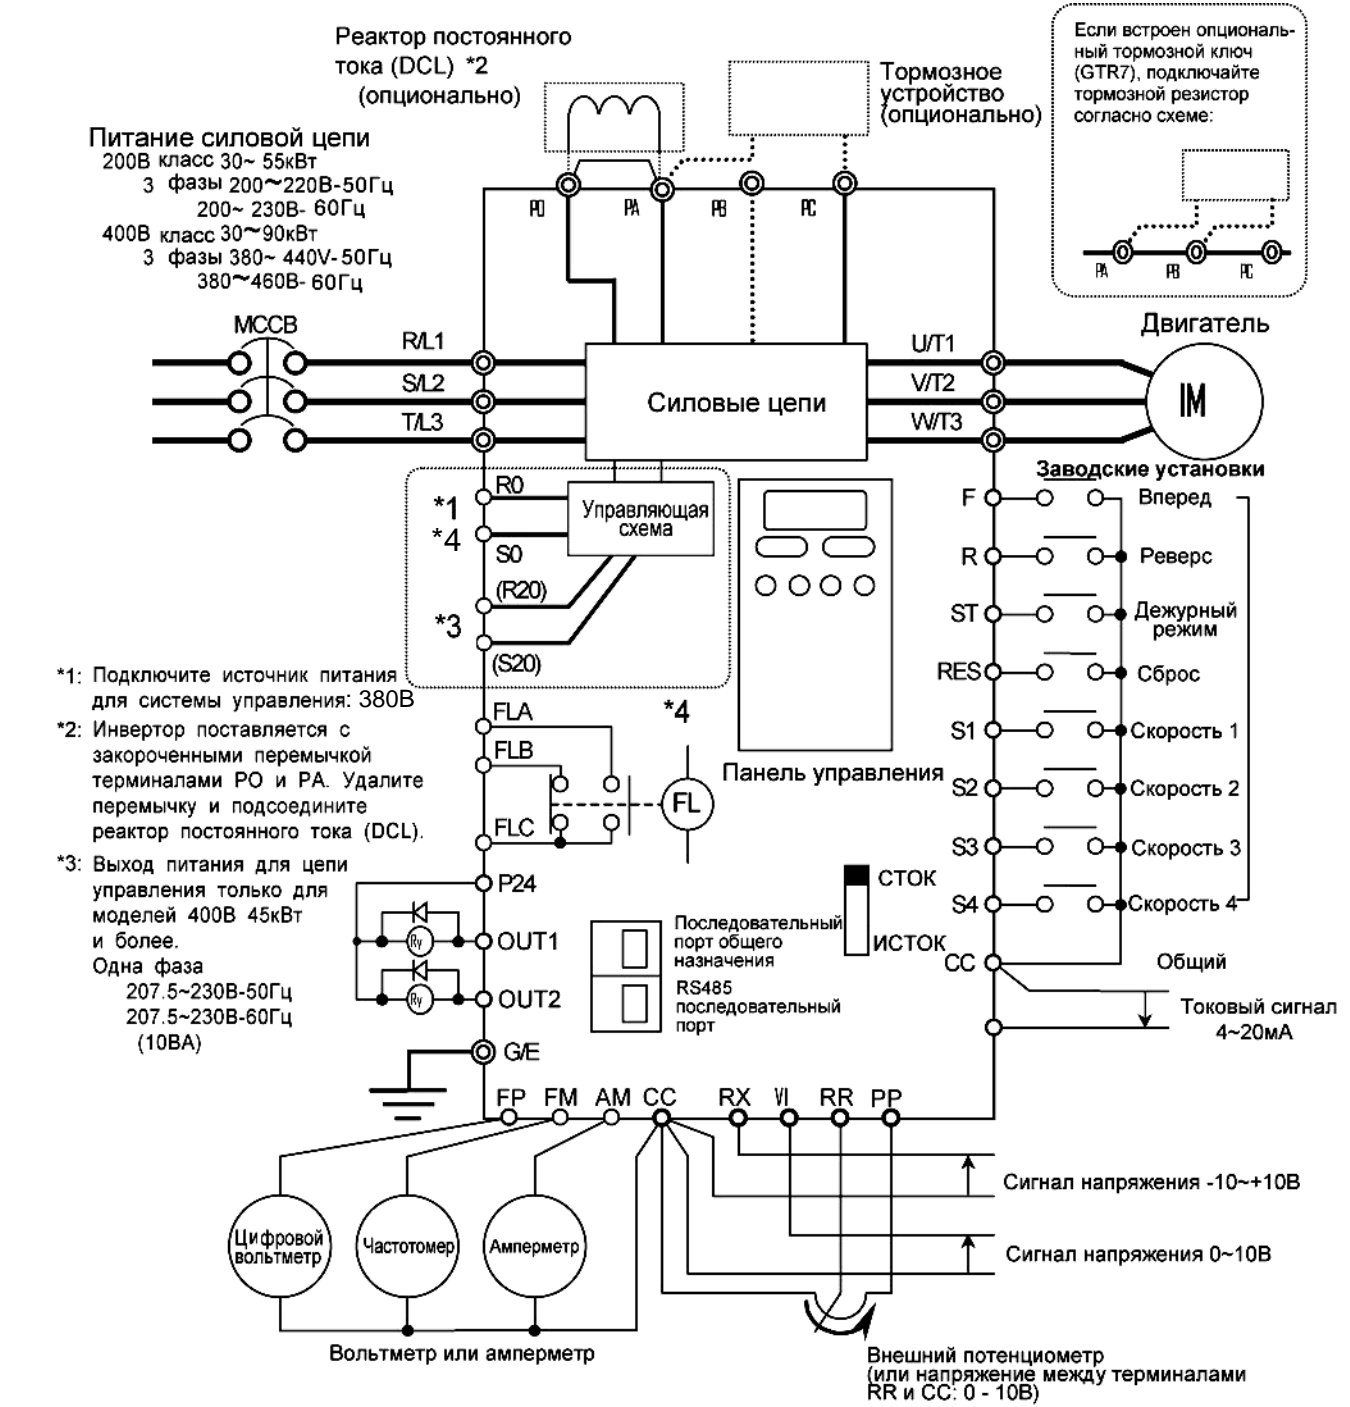 Реактор постоянного
тока (DCL) *2
(опционально)
Тормозное
устройство
(опционально)
Если встроен опциональ-
ный тормозной ключ
(GTR7), подключайте
тормозной резистор
согласно схеме:
PA PB PC
Питание силовой цепи
200В класс 30~ 55кВт
3 фазы 200~220В-50Гц
200~ 230В- 60Гц
400В класс 30~90кВт
3 фазы 380~ 440V-50Гц
380~460В- 60Гц
PO PA PB PC
MCCB
R/L1
S/L2
T/L3
Силовые цепи
U/T1
V/T2
W/T3
Двигатель
IM
Заводские установки
*1
*4
R0
S0
Управляющая
схема
*3
(R20)
(S20)
F Вперед
R Реверс
ST Дежурный
режим
RES Сброс
S1 Скорость 1
S2 Скорость 2
S3 Скорость 3
S4 Скорость 4
CC Общий
Токовый сигнал
4~20мА
Панель управления
*4
FL
FLA
FLB
FLC
P24
Ry OUT1
Ry OUT2
G/E
СТОК
ИСТОК
Последовательный
порт общего
назначения
RS485
последовательный
порт
*1: Подключите источник питания
для системы управления: 380В
*2: Инвертор поставляется с
закороченными перемычкой
терминалами PO и PA. Удалите
перемычку и подсоедините
реактор постоянного тока (DCL).
*3: Выход питания для цепи
управления только для
моделей 400В 45кВт
и более.
Одна фаза
207.5~230В-50Гц
207.5~230В-60Гц
(10ВА)
FP FM AM CC RX VI RR PP
Цифровой
вольтметр
Частотомер
Амперметр
Вольтметр или амперметр
Сигнал напряжения -10~+10В
Сигнал напряжения 0~10В
Внешний потенциометр
(или напряжение между терминалами
RR и CC: 0 - 10В)